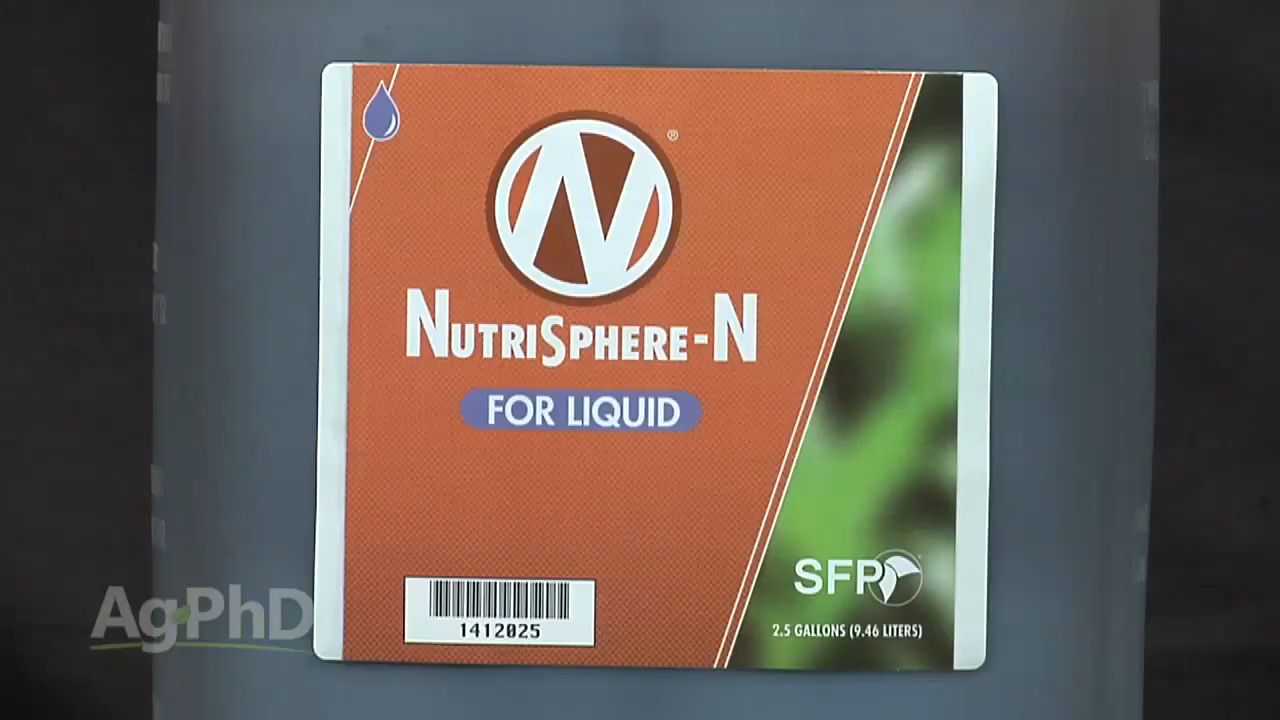 N ®
NUTRISPHERE-N
FOR LIQUID
1412025
SFP
2.5 GALLONS (9.46 LITERS)
AgPhD